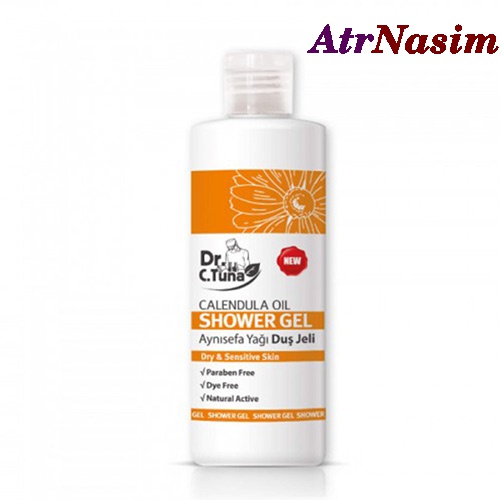 AtrNasim
Dr.
C.Tuna
NEW
CALENDULA OIL
SHOWER GEL
Aynısefa Yağı Duş Jeli
Dry & Sensitive Skin
√ Paraben Free
√ Dye Free
√ Natural Active
GEL SHOWER GEL SHOWER GEL SHOWER